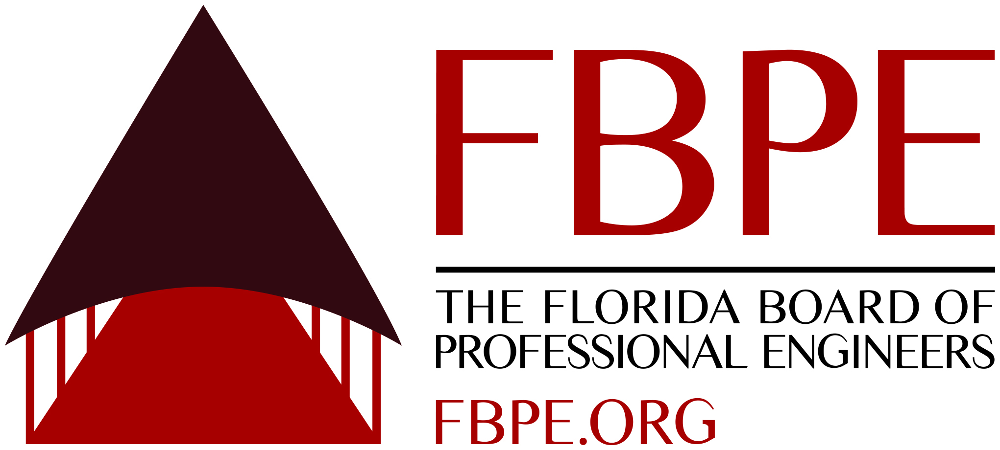 FBPE
THE FLORIDA BOARD OF
PROFESSIONAL ENGINEERS
FBPE.ORG